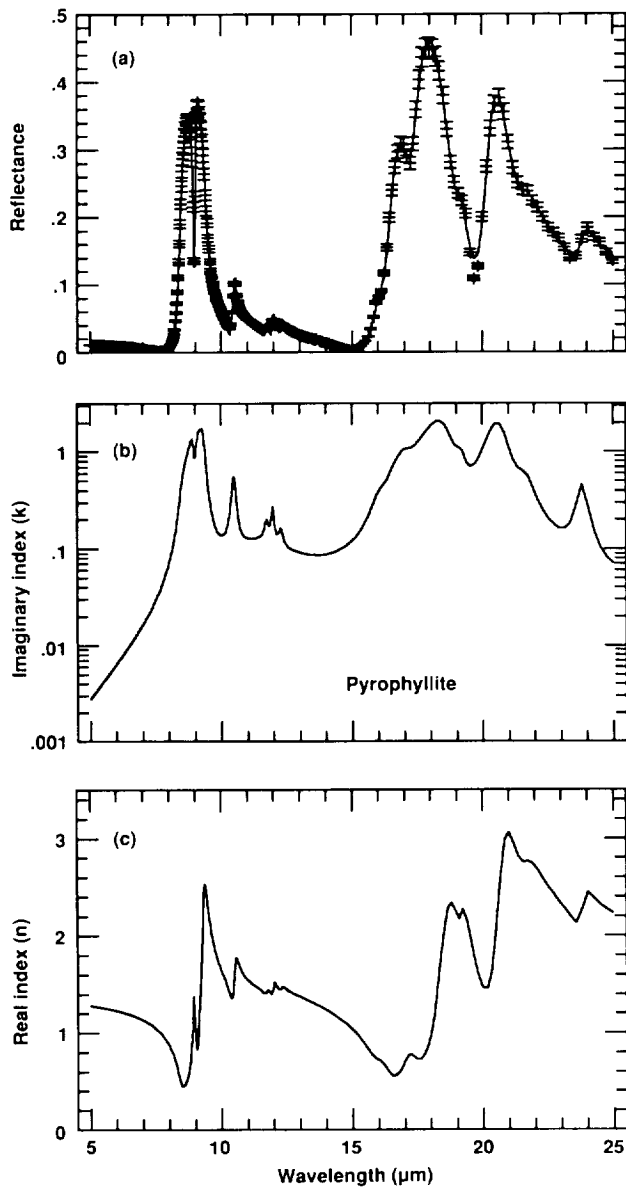 .5
(a)
.4
.3
Reflectance
.2
.1
0
1
(b)
.1
Imaginary index (k)
.01
Pyrophyllite
.001
3
(c)
2
Real index (n)
1
0
5 10 15 20 25
Wavelength (µm)